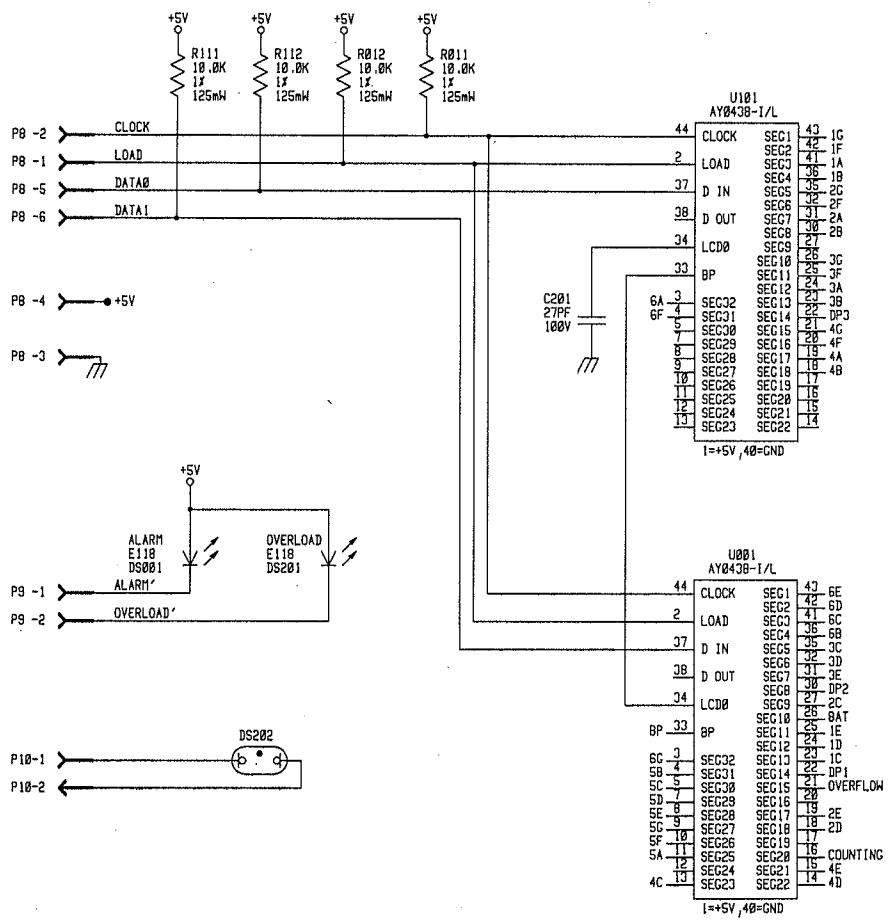 +5V +5V +5V +5V
R111
10.0K
1%
125mW
R112
10.0K
1%
125mW
R012
10.0K
1%
125mW
R011
10.0K
1%
125mW
P8 -2 CLOCK
P8 -1 LOAD
P8 -5 DATA0
P8 -6 DATA1
P8 -4 +5V
P8 -3
C201
27PF
100V
U101
AY0438-I/L
44 CLOCK
2 LOAD
37 D IN
38 D OUT
34 LCD0
33 BP
6A 3 SEG32
6F 4 SEG31
5 SEG30
7 SEG29
8 SEG28
9 SEG27
10 SEG26
11 SEG25
12 SEG24
13 SEG23
SEG1 43 1G
SEG2 42 1F
SEG3 41 1A
SEG4 36 1B
SEG5 35 2G
SEG6 32 2F
SEG7 31 2A
SEG8 30 2B
SEG9 27
SEG10 26 3G
SEG11 25 3F
SEG12 24 3A
SEG13 23 3B
SEG14 22 DP3
SEG15 21 4G
SEG16 20 4F
SEG17 19 4A
SEG18 18 4B
SEG19 17
SEG20 16
SEG21 15
SEG22 14
1=+5V ,40=GND
+5V
ALARM
E118
DS001
OVERLOAD
E118
DS201
P9 -1 ALARM'
P9 -2 OVERLOAD'
DS202
P10-1
P10-2
U001
AY0438-I/L
44 CLOCK
2 LOAD
37 D IN
38 D OUT
34 LCD0
BP 33 BP
6G 3 SEG32
5B 4 SEG31
5C 5 SEG30
5D 7 SEG29
5E 8 SEG28
5G 9 SEG27
5F 10 SEG26
5A 11 SEG25
12 SEG24
4C 13 SEG23
SEG1 43 6E
SEG2 42 6D
SEG3 41 6C
SEG4 36 6B
SEG5 35 3C
SEG6 32 3D
SEG7 31 3E
SEG8 30 DP2
SEG9 27 2C
SEG10 26 BAT
SEG11 25 1E
SEG12 24 1D
SEG13 23 1C
SEG14 22 DP1
SEG15 21 OVERFLOW
SEG16 20
SEG17 19 2E
SEG18 18 2D
SEG19 17
SEG20 16 COUNTING
SEG21 15 4E
SEG22 14 4D
1=+5V ,40=GND